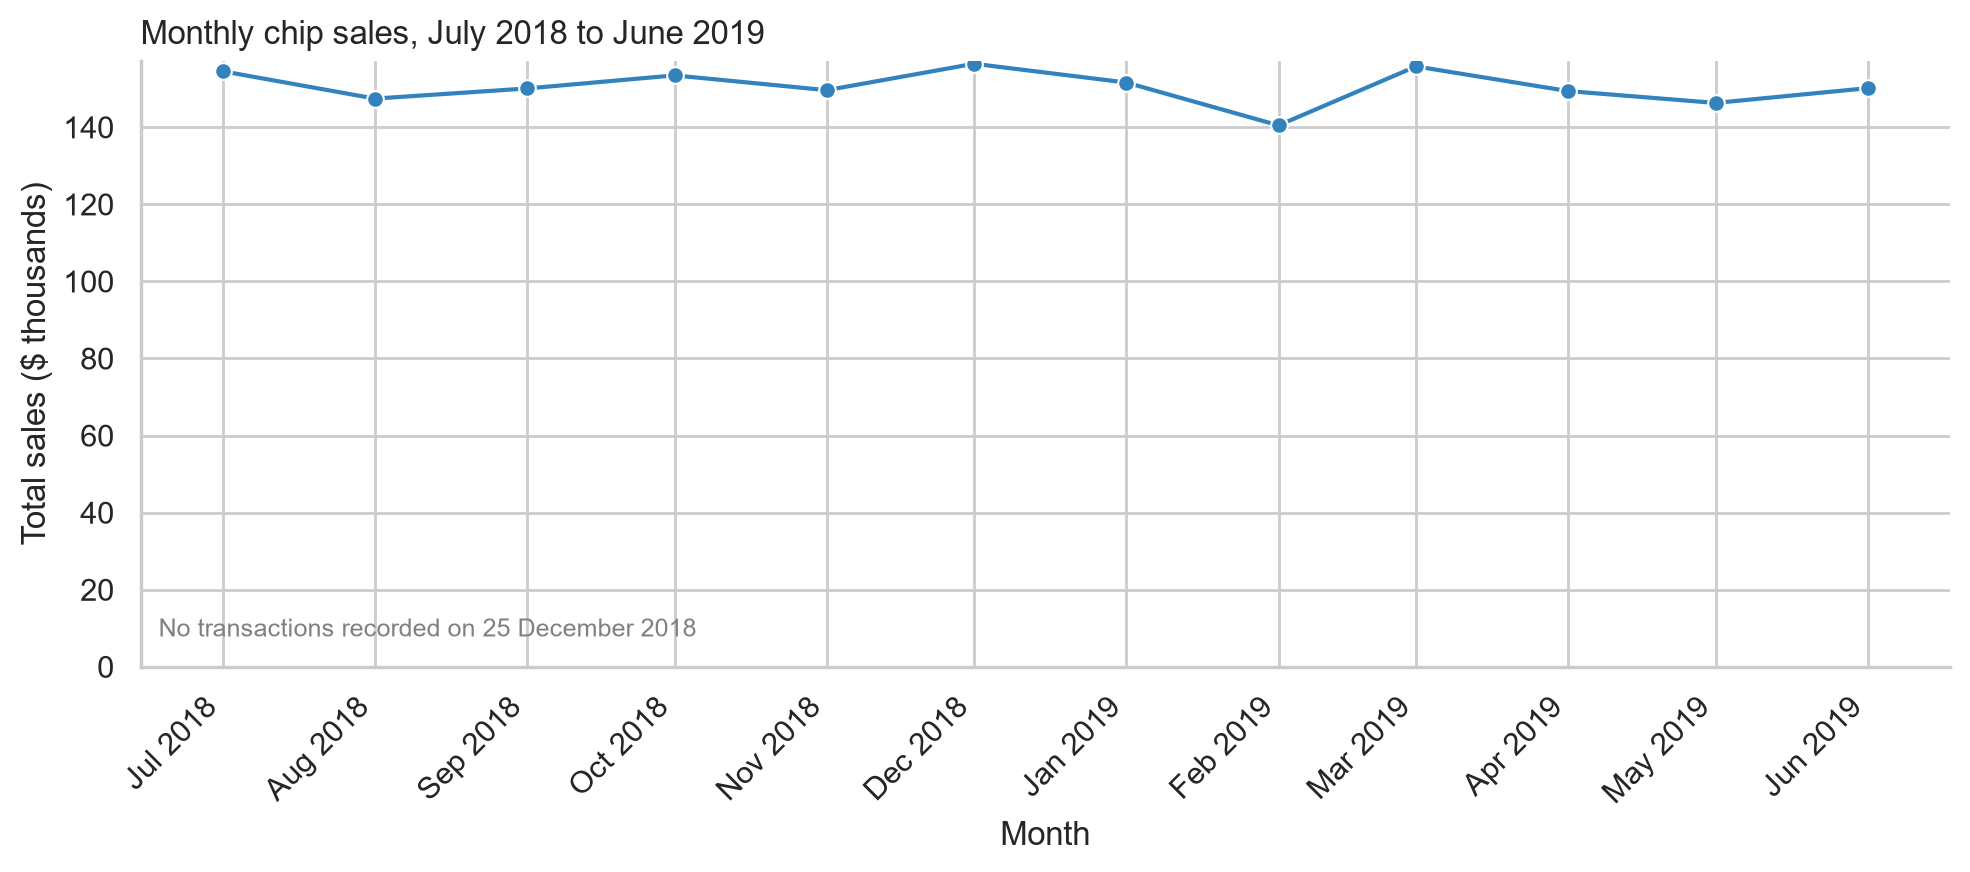 Monthly chip sales, July 2018 to June 2019
Total sales ($ thousands)
140
120
100
80
60
40
20
0
No transactions recorded on 25 December 2018
Jul 2018
Aug 2018
Sep 2018
Oct 2018
Nov 2018
Dec 2018
Jan 2019
Feb 2019
Mar 2019
Apr 2019
May 2019
Jun 2019
Month